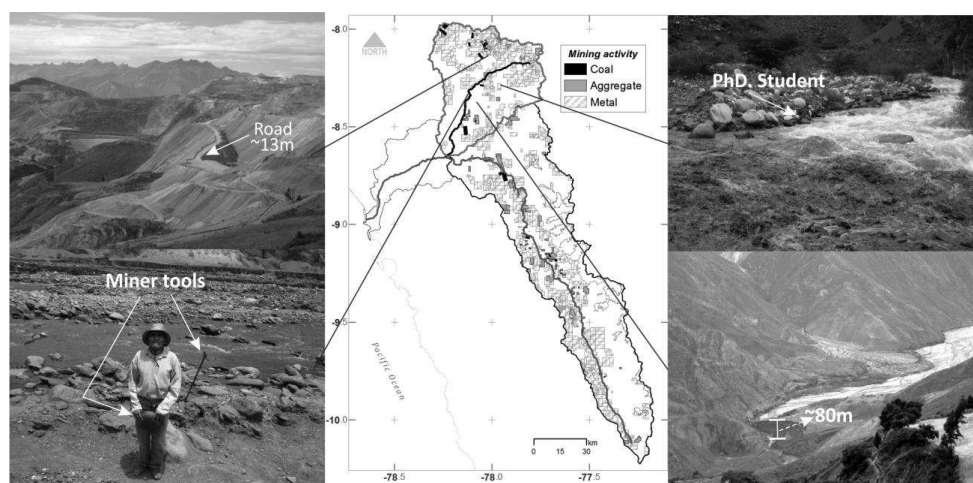 Road
~13m
Miner tools
-8.0
-8.5
-9.0
-9.5
-10.0
NORTH
Mining activity
Coal
Aggregate
Metal
Pacific Ocean
0 15 30
km
-78.5
-78.0
-77.5
PhD. Student
~80m